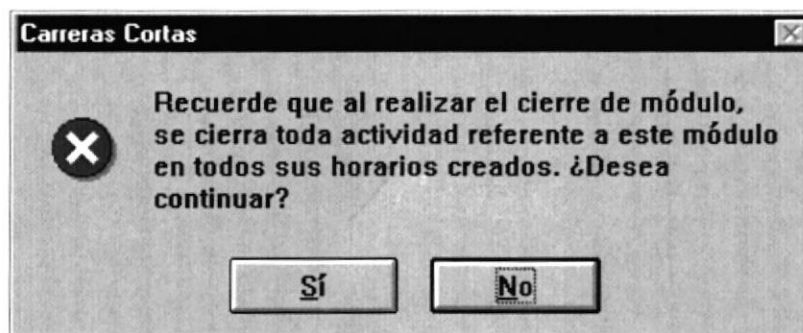 Carreras Cortas
Recuerde que al realizar el cierre de módulo,
se cierra toda actividad referente a este módulo
en todos sus horarios creados. ¿Desea
continuar?
Sí No